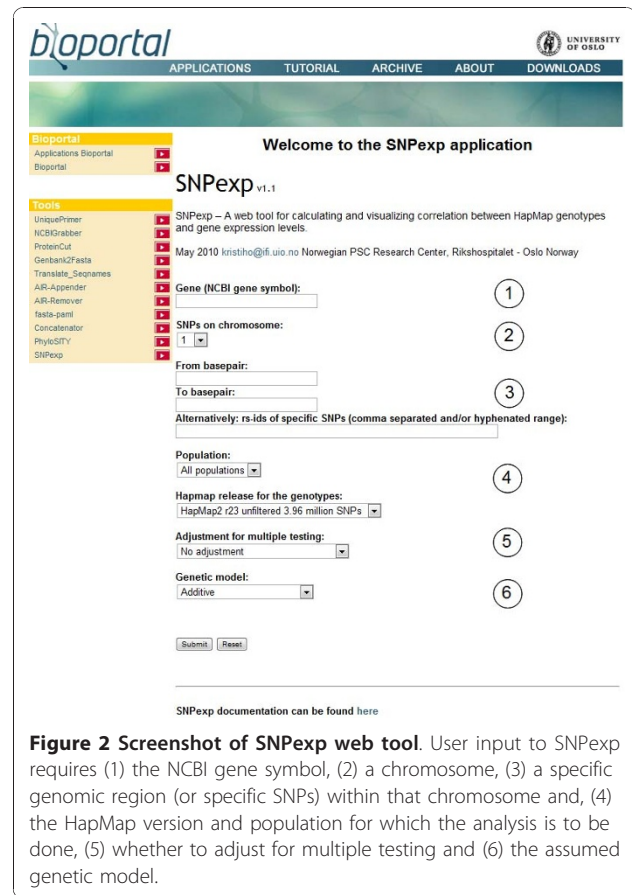 bioportal
UNIVERSITY
OF OSLO
APPLICATIONS TUTORIAL ARCHIVE ABOUT DOWNLOADS
Bioportal
Applications Bioportal
Bioportal
Tools
UniquePrimer
NCBIGrabber
ProteinCut
Genbank2Fasta
Translate_Seqnames
AIR-Appender
AIR-Remover
fasta-paml
Concatenator
PhyloSITY
SNPexp
Welcome to the SNPexp application
SNPexp v1.1
SNPexp – A web tool for calculating and visualizing correlation between HapMap genotypes
and gene expression levels.
May 2010 kristiho@ifi.uio.no Norwegian PSC Research Center, Rikshospitalet - Oslo Norway
Gene (NCBI gene symbol):
1
SNPs on chromosome:
1
2
From basepair:
To basepair:
3
Alternatively: rs-ids of specific SNPs (comma separated and/or hyphenated range):
Population:
All populations
4
Hapmap release for the genotypes:
HapMap2 r23 unfiltered 3.96 million SNPs
Adjustment for multiple testing:
No adjustment
5
Genetic model:
Additive
6
Submit Reset
SNPexp documentation can be found here
Figure 2 Screenshot of SNPexp web tool. User input to SNPexp
requires (1) the NCBI gene symbol, (2) a chromosome, (3) a specific
genomic region (or specific SNPs) within that chromosome and, (4)
the HapMap version and population for which the analysis is to be
done, (5) whether to adjust for multiple testing and (6) the assumed
genetic model.